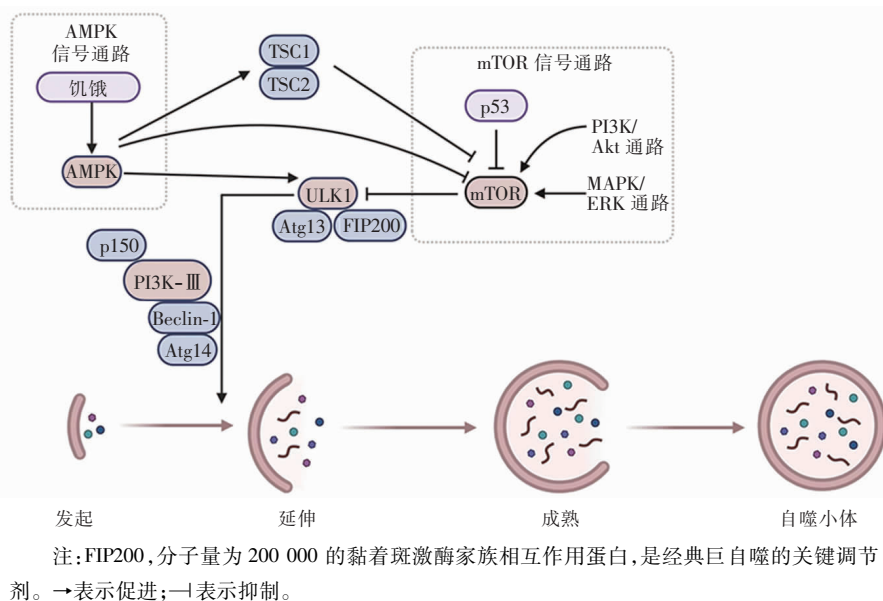 AMPK
信号通路
饥饿
AMPK
TSC1
TSC2
mTOR 信号通路
p53
PI3K/
Akt 通路
mTOR
MAPK/
ERK 通路
ULK1
Atg13
FIP200
p150
PI3K-Ⅲ
Beclin-1
Atg14
发起
延伸
成熟
自噬小体
注:FIP200,分子量为 200 000 的黏着斑激酶家族相互作用蛋白,是经典巨自噬的关键调节
剂。→表示促进;⊣表示抑制。